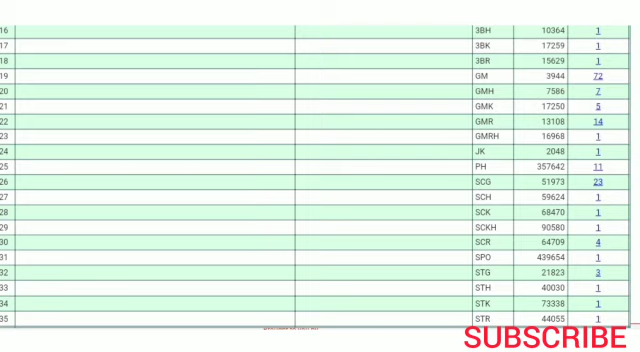 16 3BH 10364 1
17 3BK 17259 1
18 3BR 15629 1
19 GM 3944 72
20 GMH 7586 7
21 GMK 17250 5
22 GMR 13108 14
23 GMRH 16968 1
24 JK 2048 1
25 PH 357642 11
26 SCG 51973 23
27 SCH 59624 1
28 SCK 68470 1
29 SCKH 90580 1
30 SCR 64709 4
31 SPO 439654 1
32 STG 21823 3
33 STH 40030 1
34 STK 73338 1
35 STR 44055 1
SUBSCRIBE